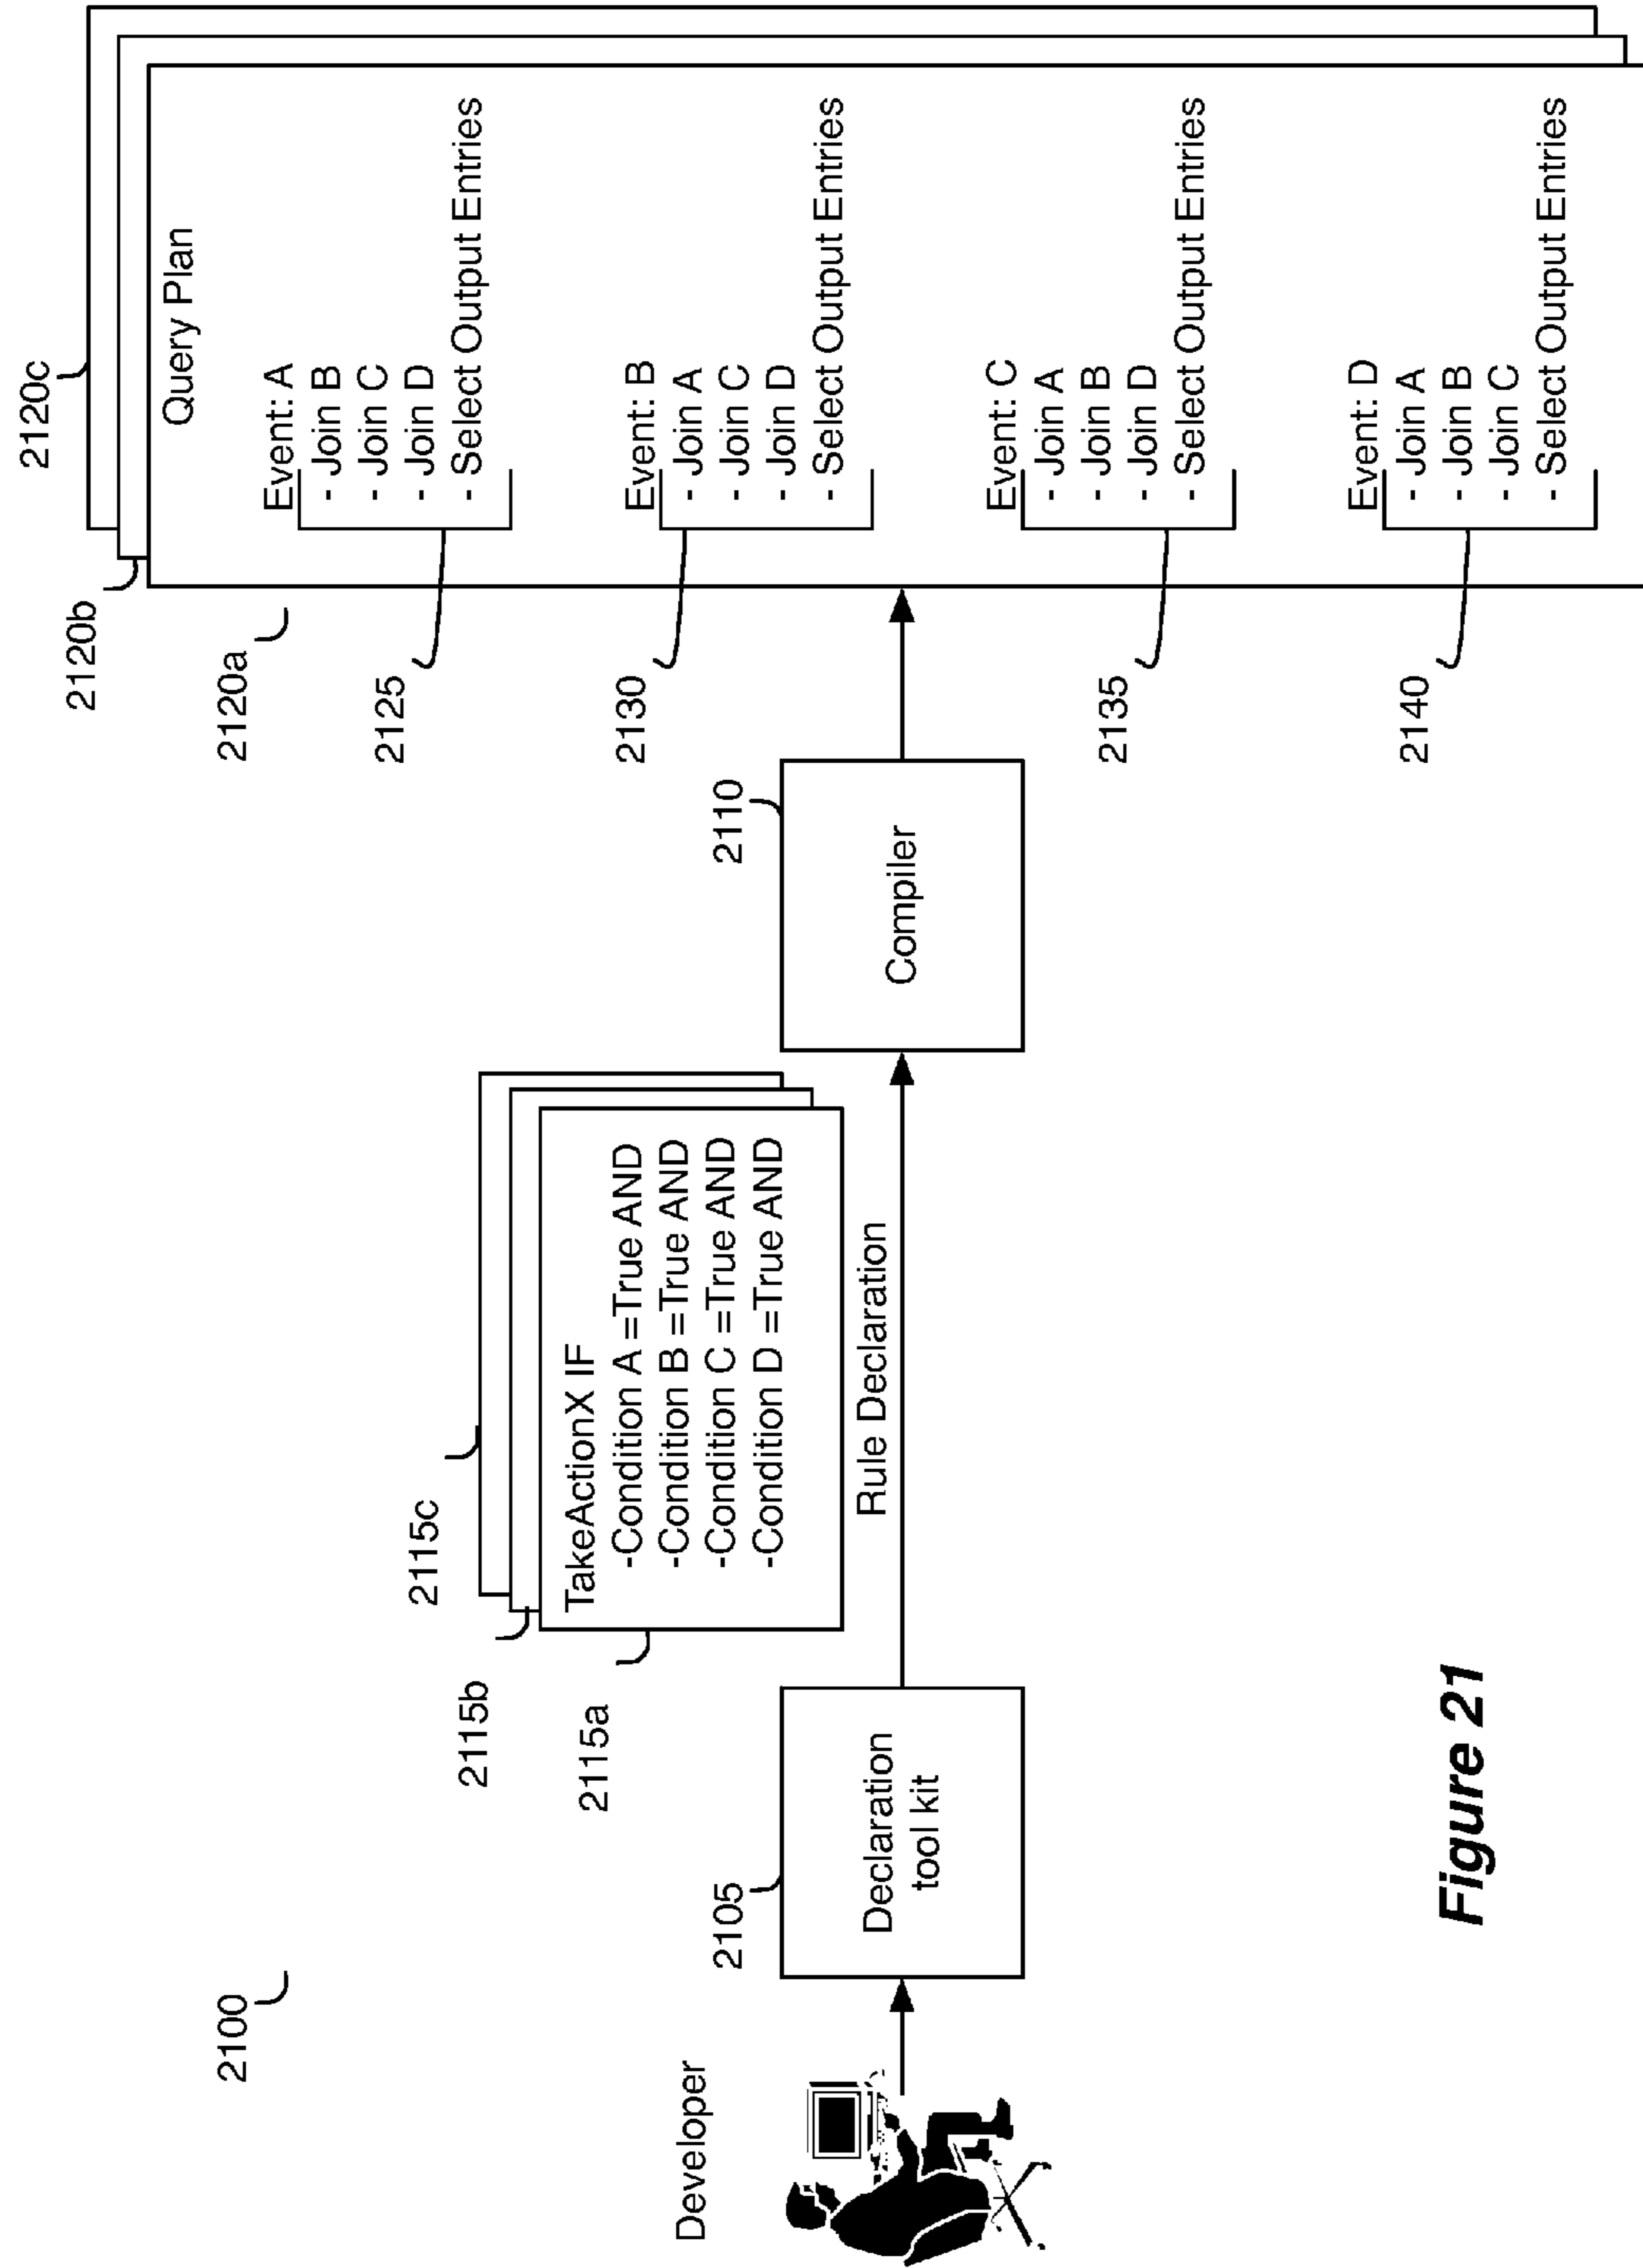 2100
Developer
2105
Declaration
tool kit
2115a
2115b
2115c
TakeActionX IF
-Condition A =True AND
-Condition B =True AND
-Condition C =True AND
-Condition D =True AND
Rule Declaration
2110
Compiler
2120a
2120b
2120c
Query Plan
2125
Event: A
- Join B
- Join C
- Join D
- Select Output Entries
2130
Event: B
- Join A
- Join C
- Join D
- Select Output Entries
2135
Event: C
- Join A
- Join B
- Join D
- Select Output Entries
2140
Event: D
- Join A
- Join B
- Join C
- Select Output Entries
Figure 21